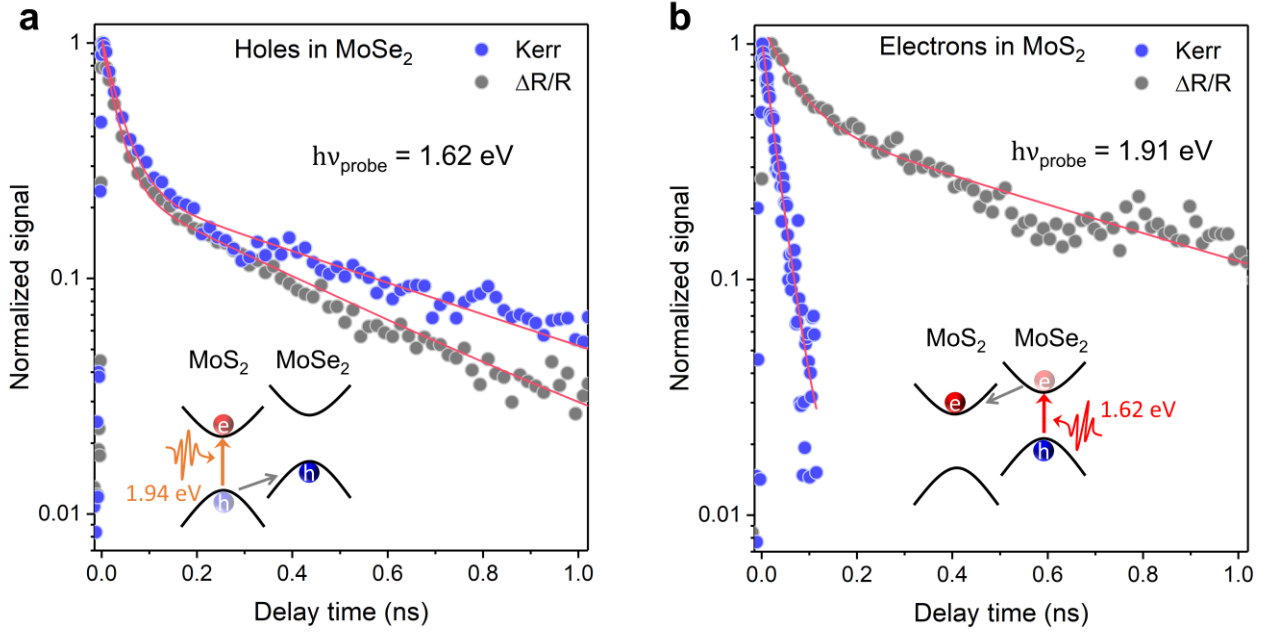 a
Holes in MoSe₂
Kerr
ΔR/R
hνprobe = 1.62 eV
1
0.1
0.01
Normalized signal
MoS₂
MoSe₂
e
h
h
1.94 eV
0.0
0.2
0.4
0.6
0.8
1.0
Delay time (ns)
b
Electrons in MoS₂
Kerr
ΔR/R
hνprobe = 1.91 eV
1
0.1
0.01
Normalized signal
MoS₂
MoSe₂
e
e
h
1.62 eV
0.0
0.2
0.4
0.6
0.8
1.0
Delay time (ns)